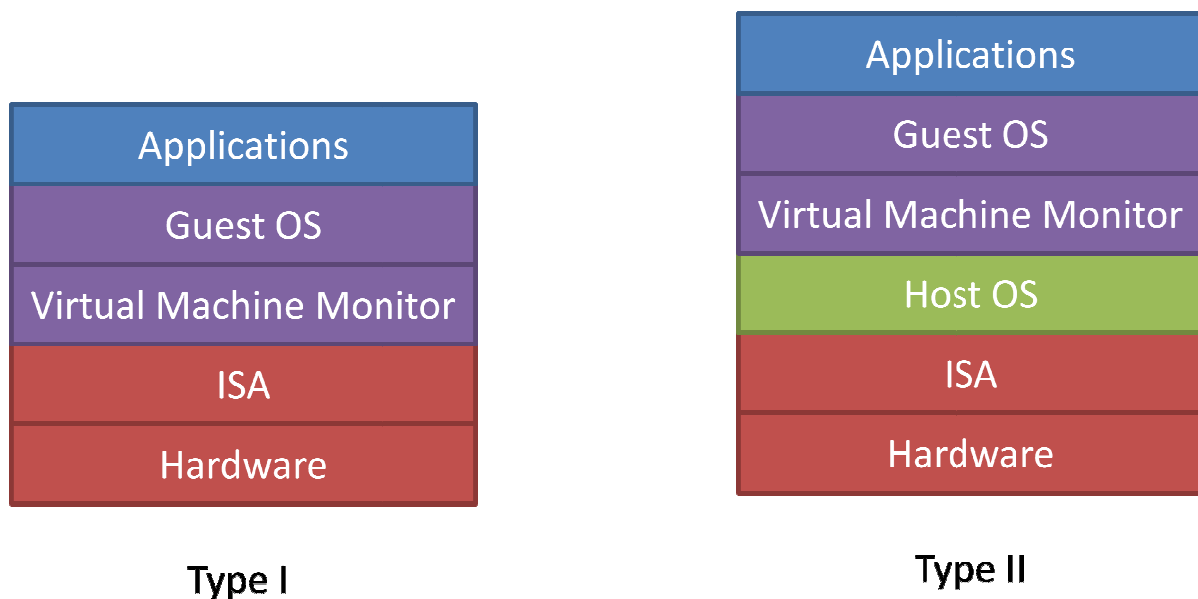 Applications
Guest OS
Virtual Machine Monitor
ISA
Hardware
Type I
Applications
Guest OS
Virtual Machine Monitor
Host OS
ISA
Hardware
Type II